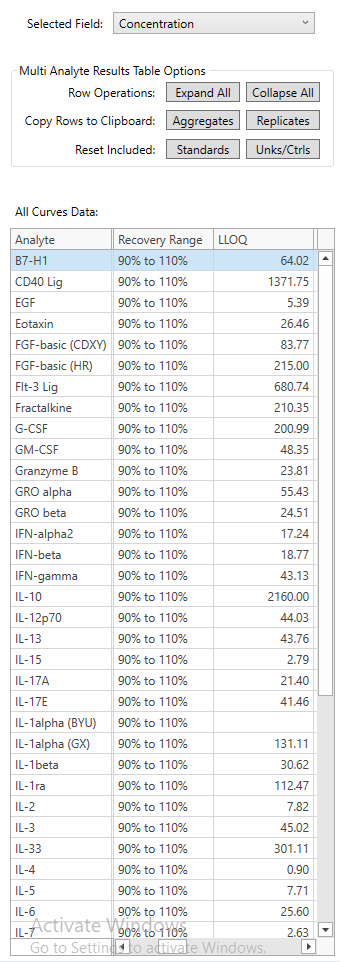 Selected Field: Concentration
Multi Analyte Results Table Options
Row Operations: Expand All Collapse All
Copy Rows to Clipboard: Aggregates Replicates
Reset Included: Standards Unks/Ctrls
All Curves Data:
Analyte Recovery Range LLOQ
B7-H1 90% to 110% 64.02
CD40 Lig 90% to 110% 1371.75
EGF 90% to 110% 5.39
Eotaxin 90% to 110% 26.46
FGF-basic (CDXY) 90% to 110% 83.77
FGF-basic (HR) 90% to 110% 215.00
Flt-3 Lig 90% to 110% 680.74
Fractalkine 90% to 110% 210.35
G-CSF 90% to 110% 200.99
GM-CSF 90% to 110% 48.35
Granzyme B 90% to 110% 23.81
GRO alpha 90% to 110% 55.43
GRO beta 90% to 110% 24.51
IFN-alpha2 90% to 110% 17.24
IFN-beta 90% to 110% 18.77
IFN-gamma 90% to 110% 43.13
IL-10 90% to 110% 2160.00
IL-12p70 90% to 110% 44.03
IL-13 90% to 110% 43.76
IL-15 90% to 110% 2.79
IL-17A 90% to 110% 21.40
IL-17E 90% to 110% 41.46
IL-1alpha (BYU) 90% to 110%
IL-1alpha (GX) 90% to 110% 131.11
IL-1beta 90% to 110% 30.62
IL-1ra 90% to 110% 112.47
IL-2 90% to 110% 7.82
IL-3 90% to 110% 45.02
IL-33 90% to 110% 301.11
IL-4 90% to 110% 0.90
IL-5 90% to 110% 7.71
IL-6 90% to 110% 25.60
IL-7 90% to 110% 2.63
Activate Windows
Go to Settings to activate Windows.